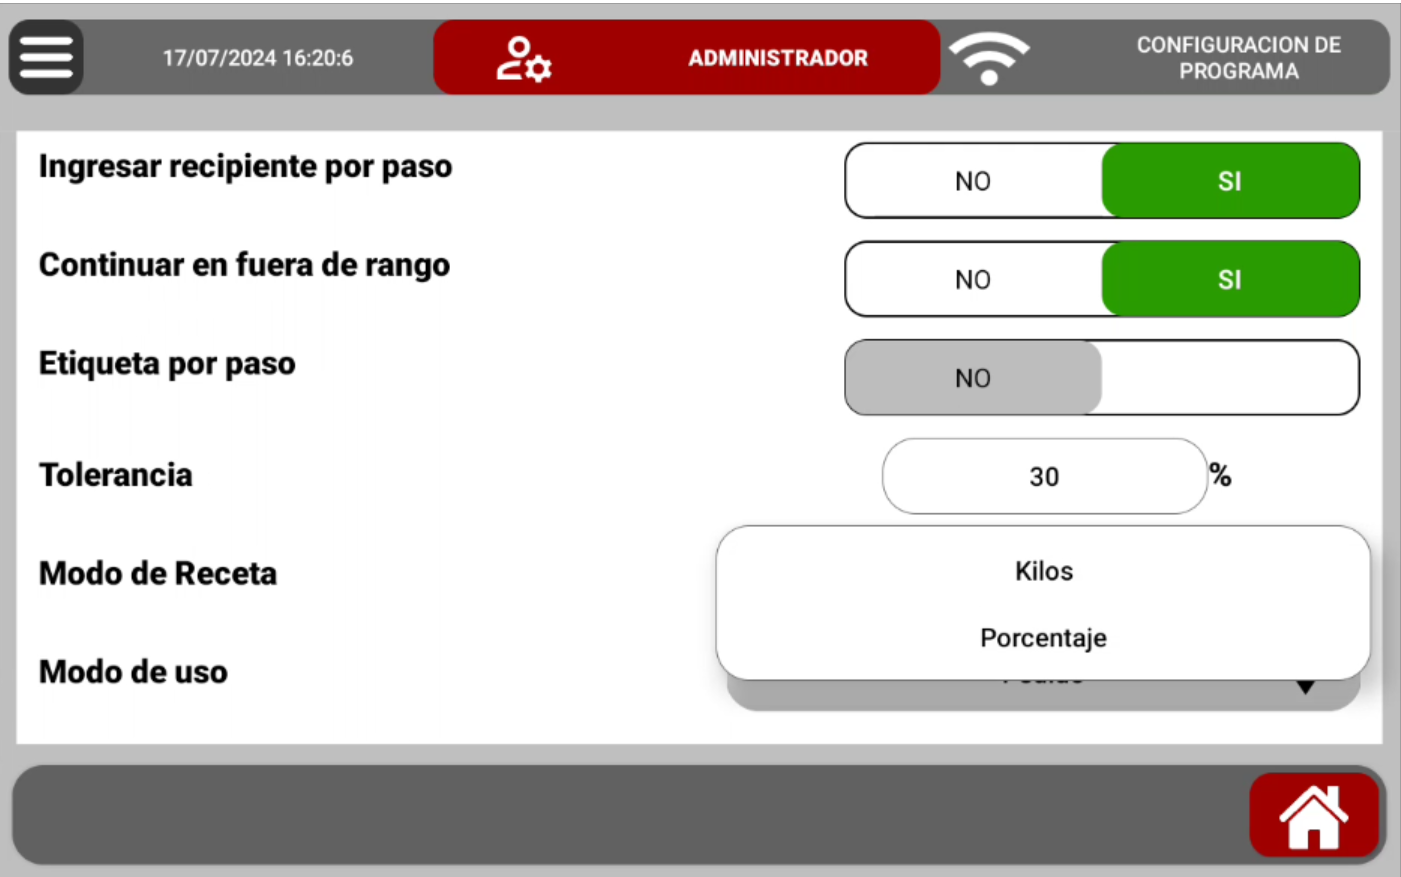 17/07/2024 16:20:6
ADMINISTRADOR
CONFIGURACION DE
PROGRAMA
Ingresar recipiente por paso
NO
SI
Continuar en fuera de rango
NO
SI
Etiqueta por paso
NO
Tolerancia
30
%
Modo de Receta
Kilos
Porcentaje
Modo de uso